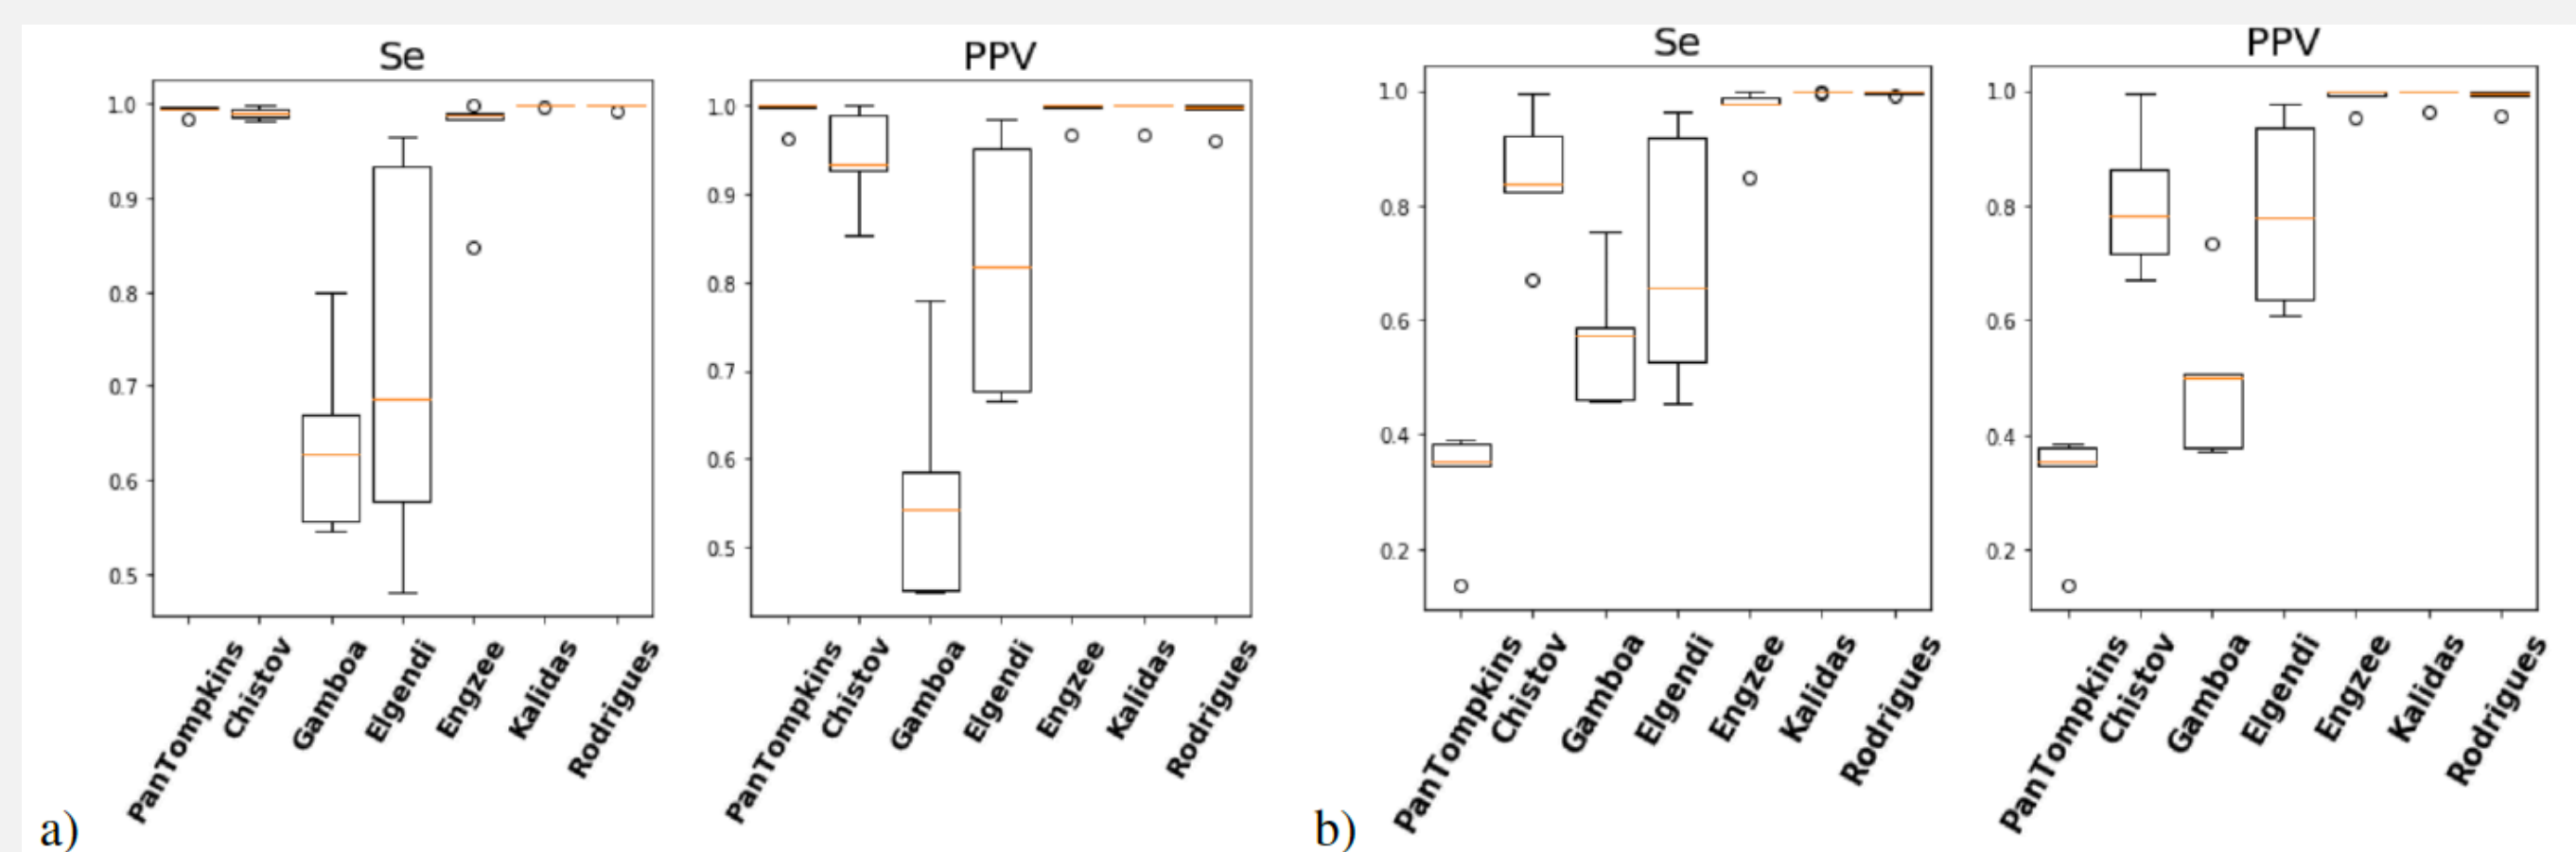 Se
1.0
0.9
0.8
0.7
0.6
0.5
PanTompkins
Chistov
Gamboa
Elgendi
Engzee
Kalidas
Rodrigues
PPV
1.0
0.9
0.8
0.7
0.6
0.5
PanTompkins
Chistov
Gamboa
Elgendi
Engzee
Kalidas
Rodrigues
a)
Se
1.0
0.8
0.6
0.4
0.2
PanTompkins
Chistov
Gamboa
Elgendi
Engzee
Kalidas
Rodrigues
PPV
1.0
0.8
0.6
0.4
0.2
PanTompkins
Chistov
Gamboa
Elgendi
Engzee
Kalidas
Rodrigues
b)